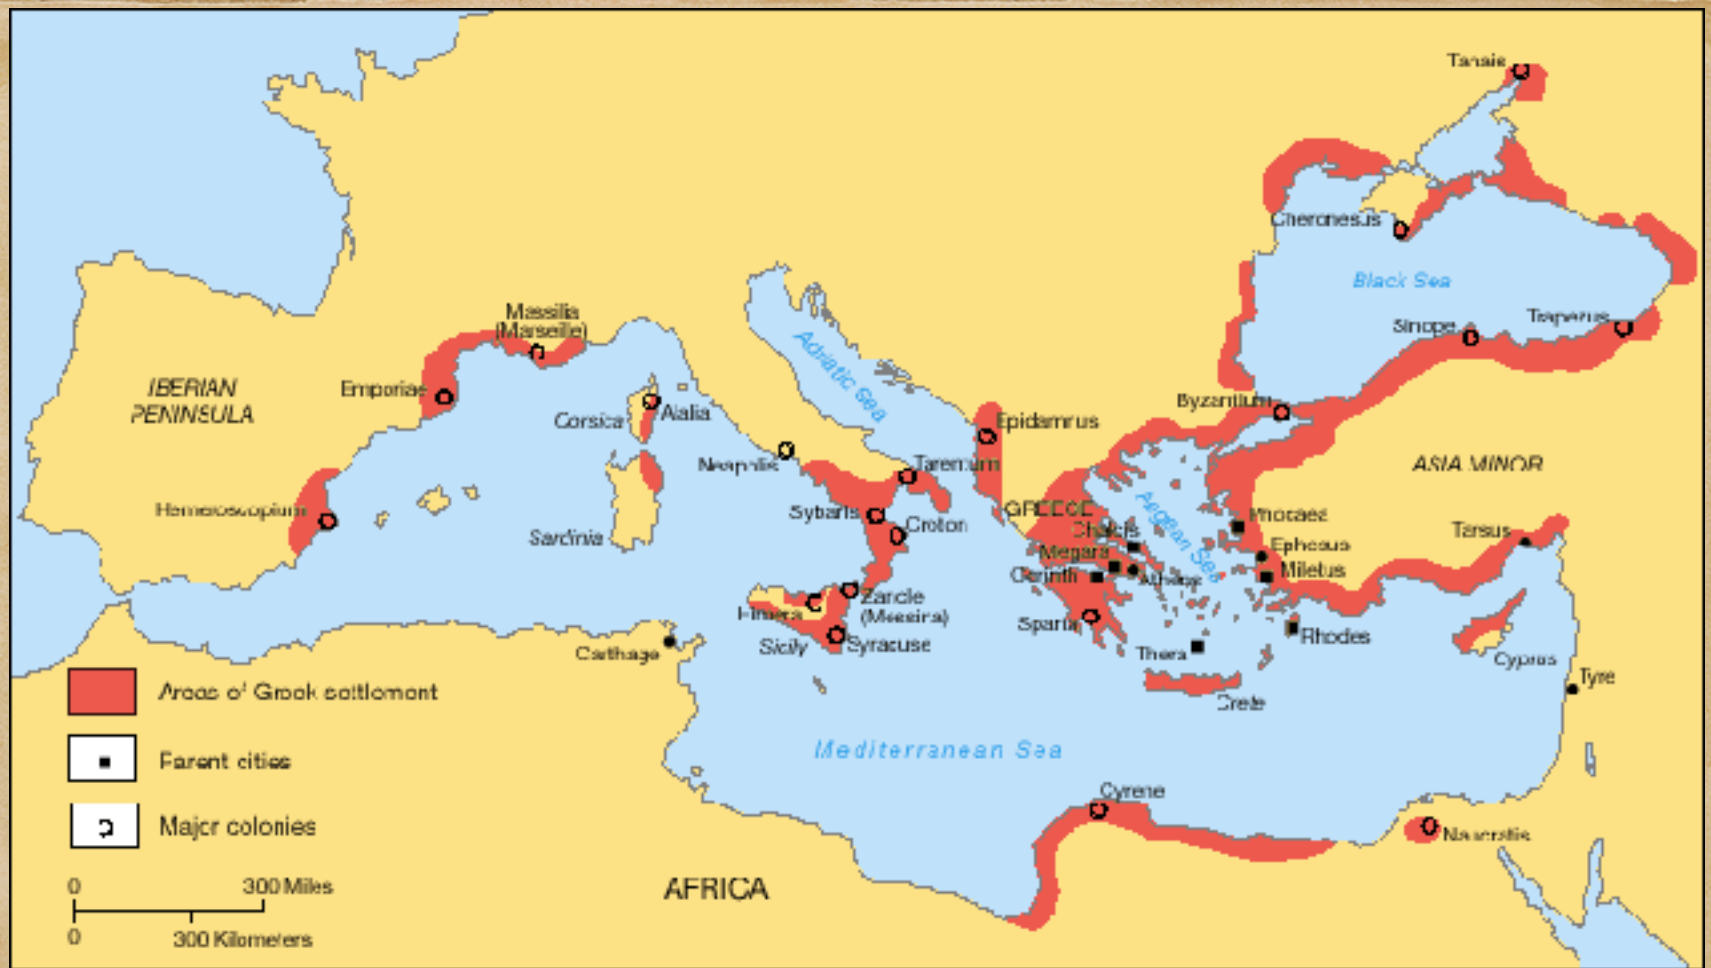 Tanais
Cheronesus
Black Sea
Massilia
(Marseille)
Sinope
Trapezus
Adriatic Sea
IBERIAN
PENINSULA
Emporiae
Corsica
Alalia
Byzantium
Epidamrus
Neapolis
Tarentum
ASIA MINOR
Hemeroscopium
Sybaris
Croton
GREECE
Aegean Sea
Phocaea
Chalcis
Tarsus
Sardinia
Megara
Ephesus
Corinth
Athens
Miletus
Himera
Zancle
(Messina)
Sparta
Rhodes
Carthage
Sicily
Syracuse
Thera
Cyprus
Tyre
Areas of Greek settlement
Crete
Mediterranean Sea
Parent cities
Cyrene
Major colonies
Naucratis
0
300 Miles
AFRICA
0
300 Kilometers